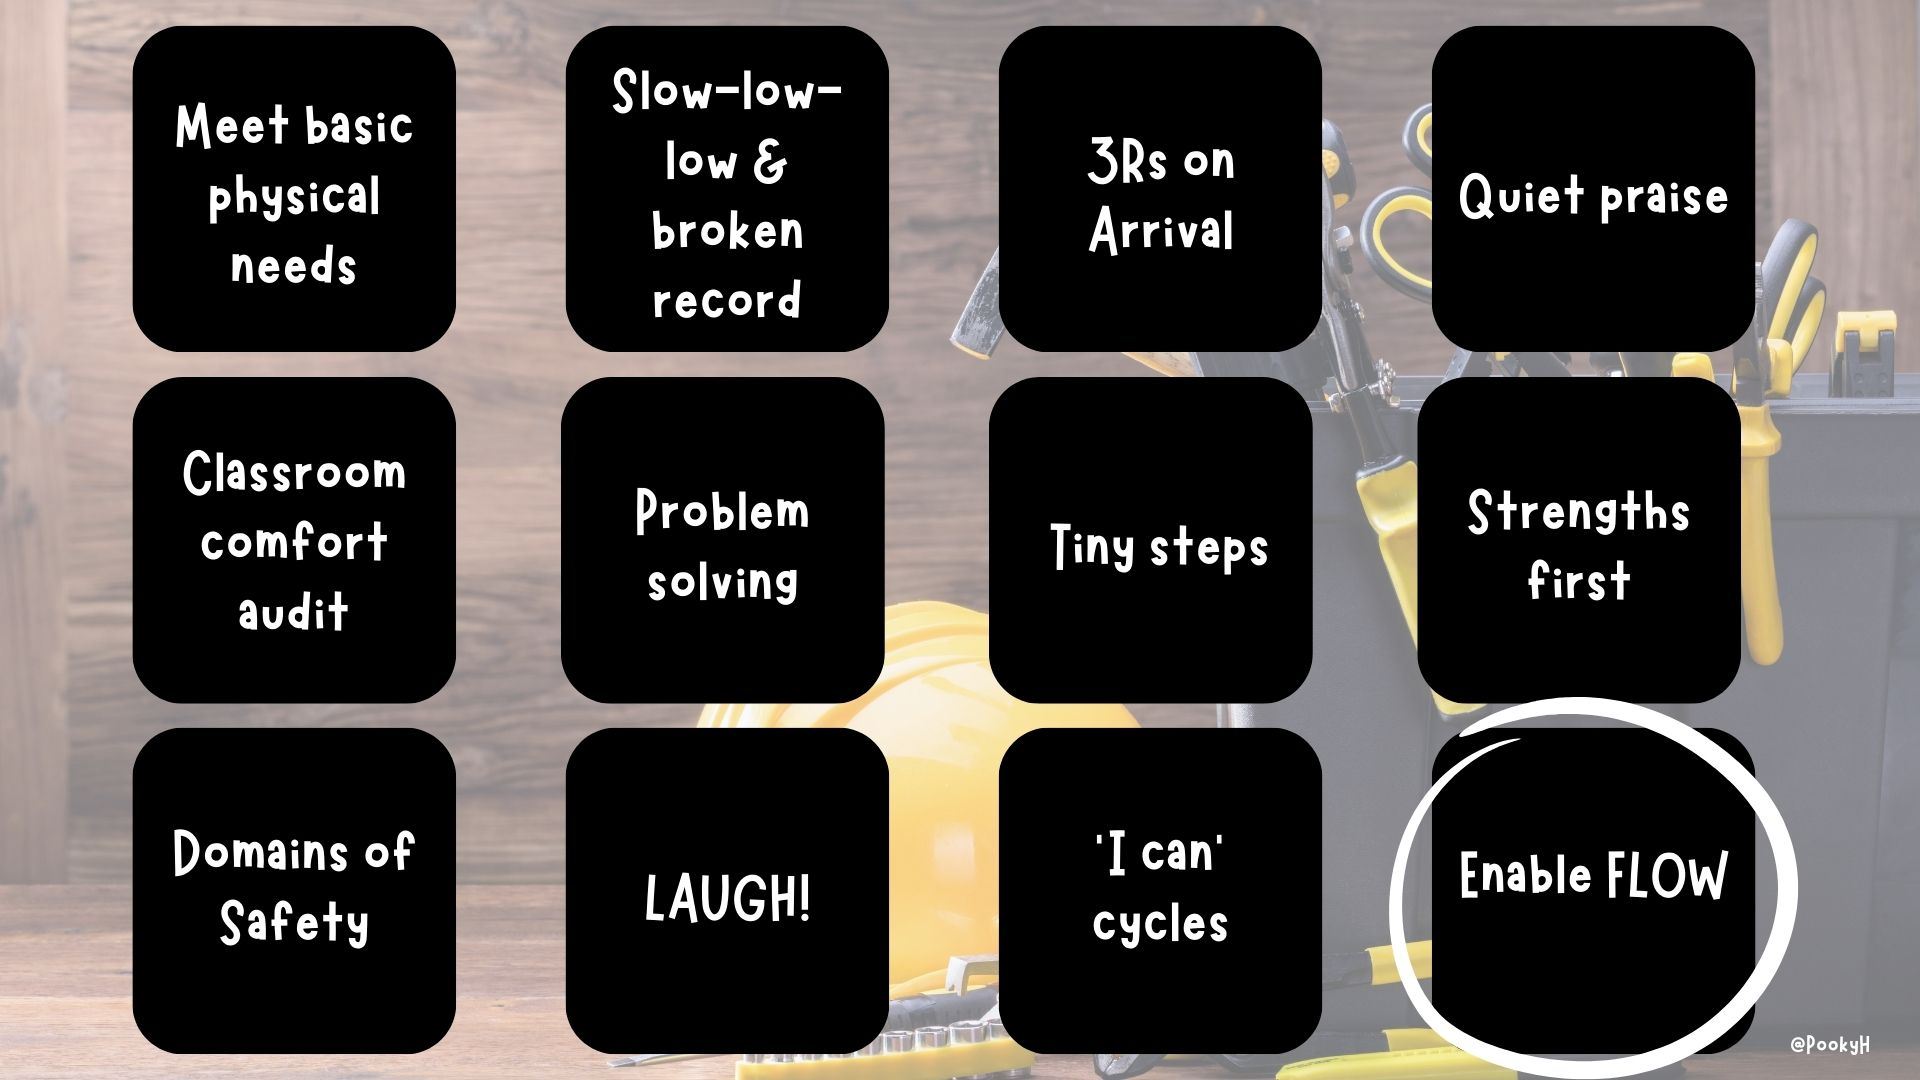 Meet basic
physical
needs
Slow-low-
low &
broken
record
3Rs on
Arrival
Quiet praise
Classroom
comfort
audit
Problem
solving
Tiny steps
Strengths
first
Domains of
Safety
LAUGH!
'I can'
cycles
Enable FLOW
@PookyH